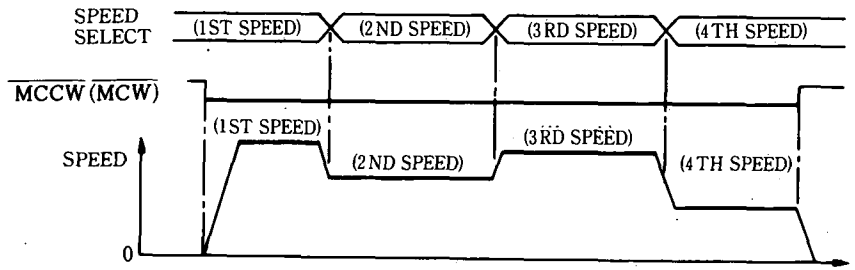 SPEED
SELECT
(1ST SPEED) (2ND SPEED) (3RD SPEED) (4TH SPEED)
MCCW (MCW)
(1ST SPEED) (3RD SPEED)
SPEED (2ND SPEED) (4TH SPEED)
0